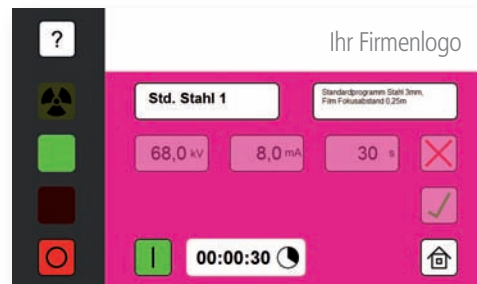 ?
Ihr Firmenlogo
Std. Stahl 1
Standardprogramm Stahl 3mm,
Film Fokusabstand 0,25m
68,0 kV
8,0 mA
30 s
00:00:30